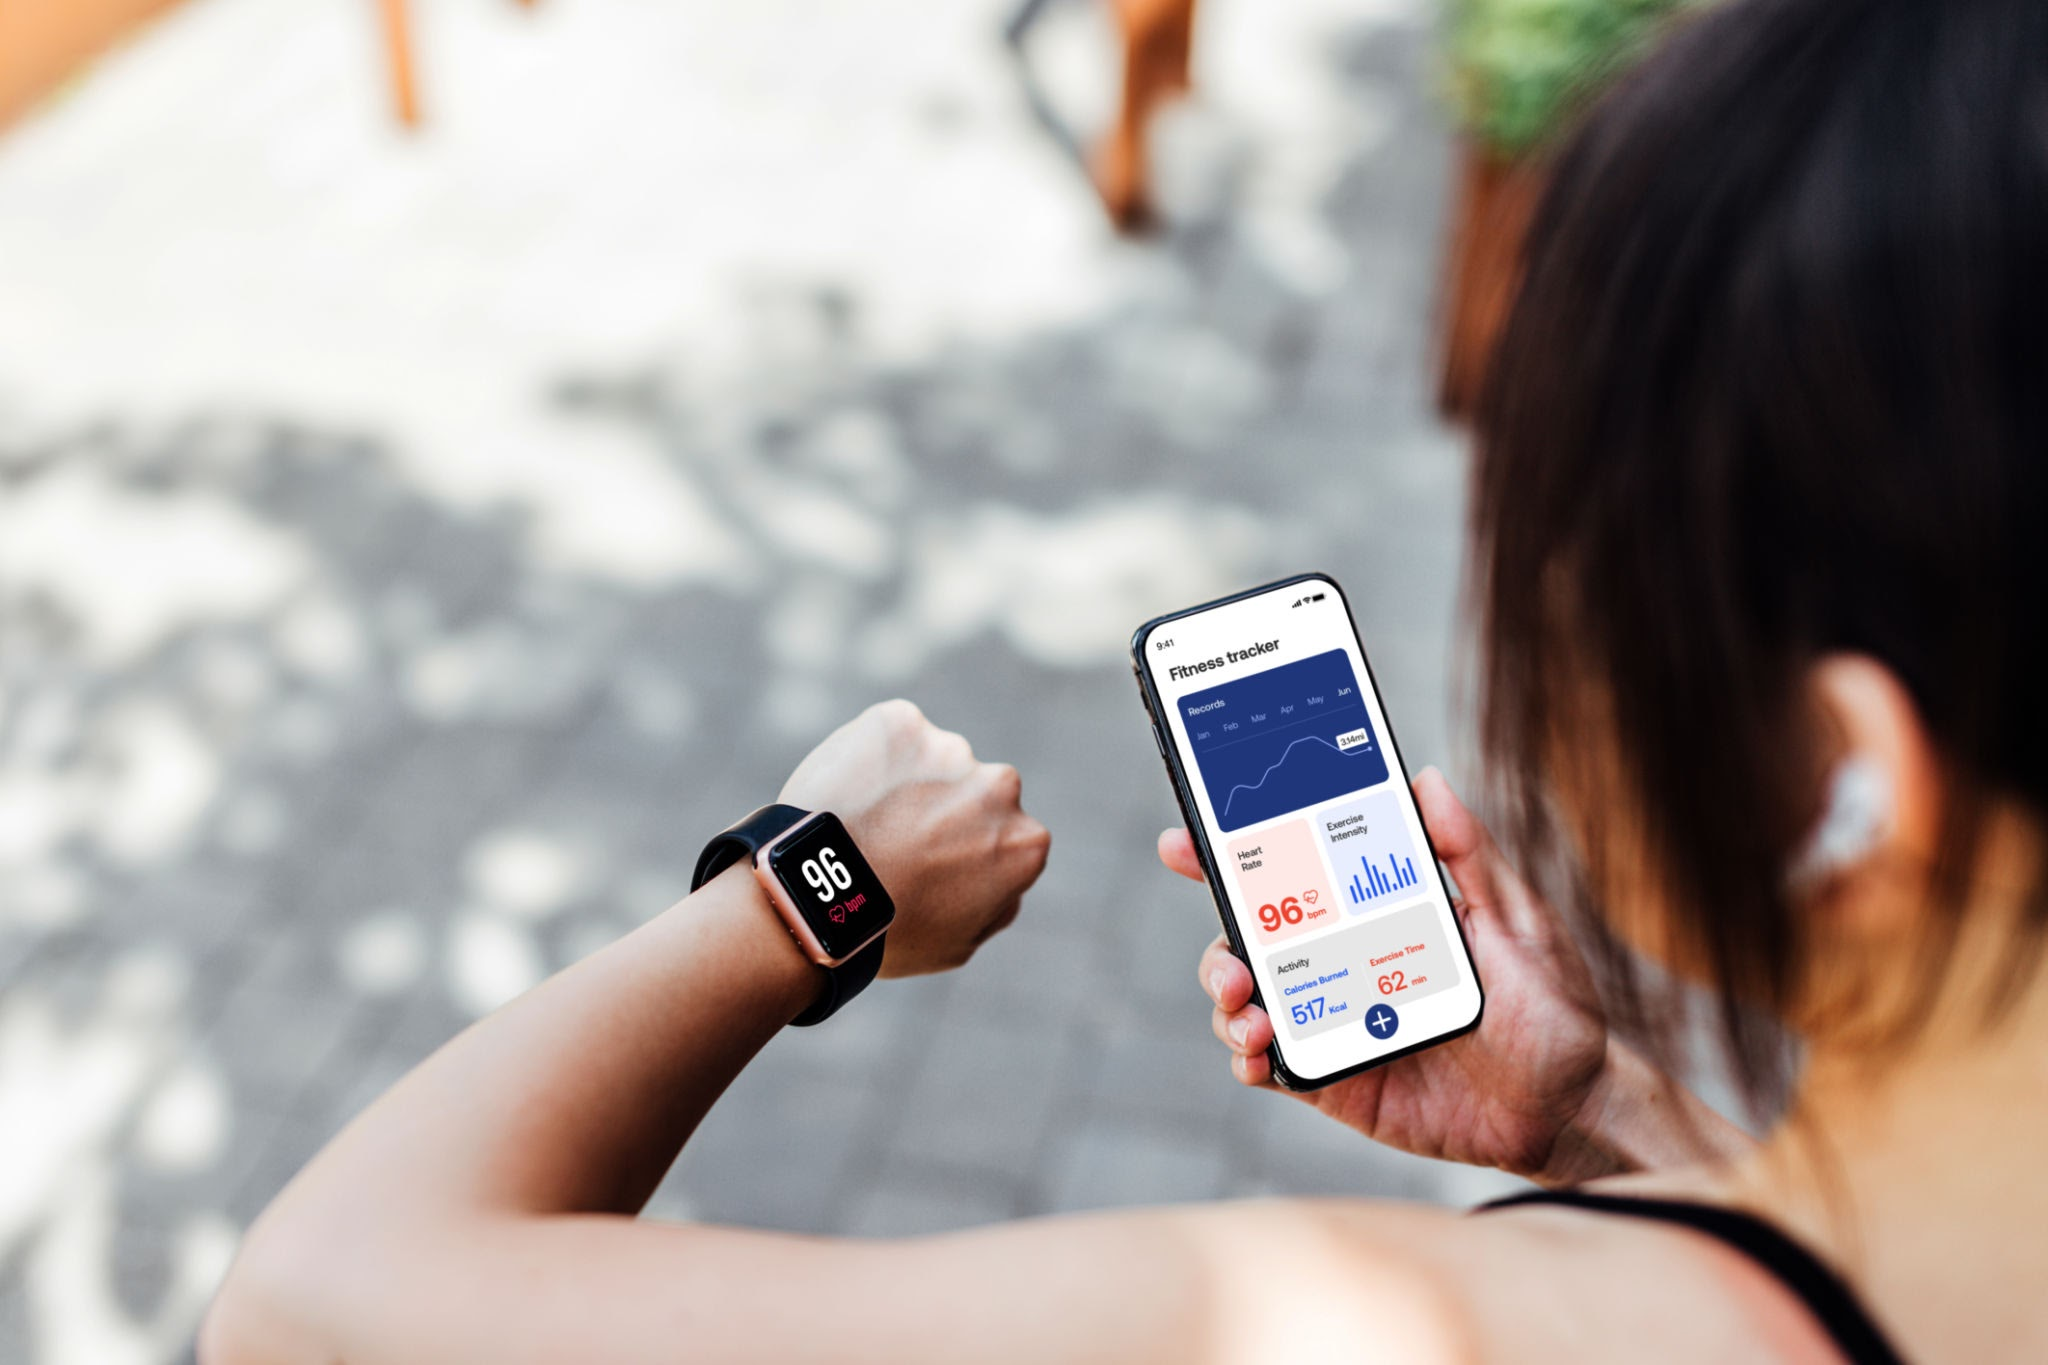 96
bpm
9:41
Fitness tracker
Records
Jan Feb Mar Apr May Jun
3.14mi
Heart
Rate
96 bpm
Exercise
Intensity
Activity
Calories Burned
517 Kcal
Exercise Time
62 min